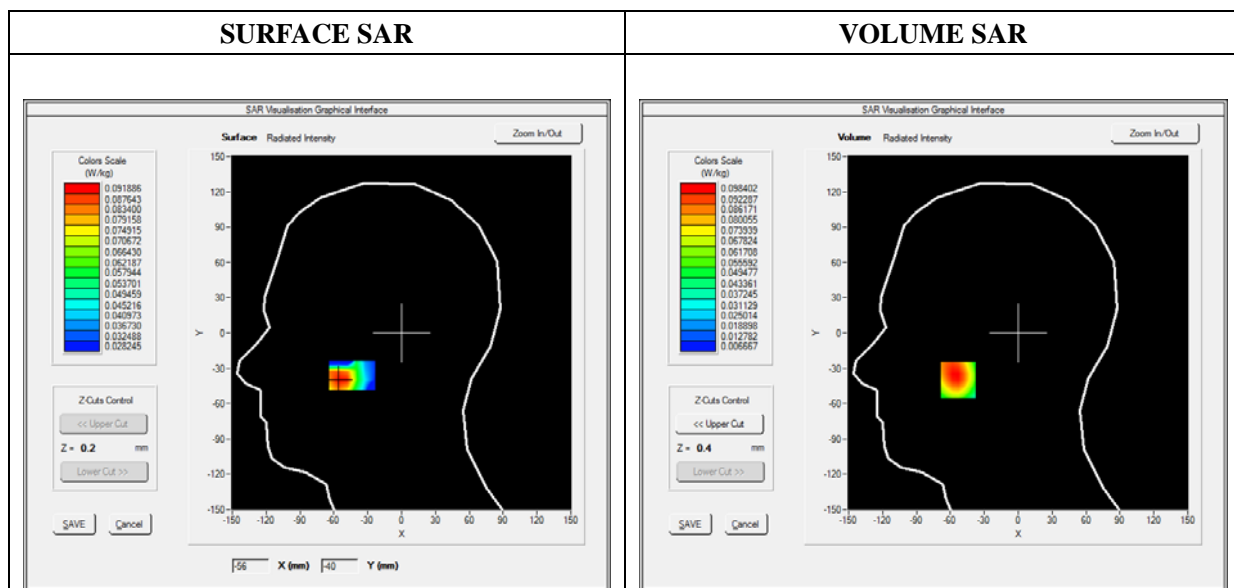 SURFACE SAR
VOLUME SAR
SAR Visualisation Graphical Interface
Surface Radiated Intensity
Zoom In/Out
Colors Scale
(W/kg)
0.091886
0.087643
0.083400
0.079158
0.074915
0.070672
0.066430
0.062187
0.057944
0.053701
0.049459
0.045216
0.040973
0.036730
0.032488
0.028245
Z-Cuts Control
<< Upper Cut
Z = 0.2 mm
Lower Cut >>
SAVE Cancel
150
120
90
60
30
0
-30
-60
-90
-120
-150
Y
-150 -120 -90 -60 -30 0 30 60 90 120 150
X
-56 X (mm) -40 Y (mm)
SAR Visualisation Graphical Interface
Volume Radiated Intensity
Zoom In/Out
Colors Scale
(W/kg)
0.098402
0.092287
0.086171
0.080055
0.073939
0.067824
0.061708
0.055592
0.049477
0.043361
0.037245
0.031129
0.025014
0.018898
0.012782
0.006667
Z-Cuts Control
<< Upper Cut
Z = 0.4 mm
Lower Cut >>
SAVE Cancel
150
120
90
60
30
0
-30
-60
-90
-120
-150
Y
-150 -120 -90 -60 -30 0 30 60 90 120 150
X